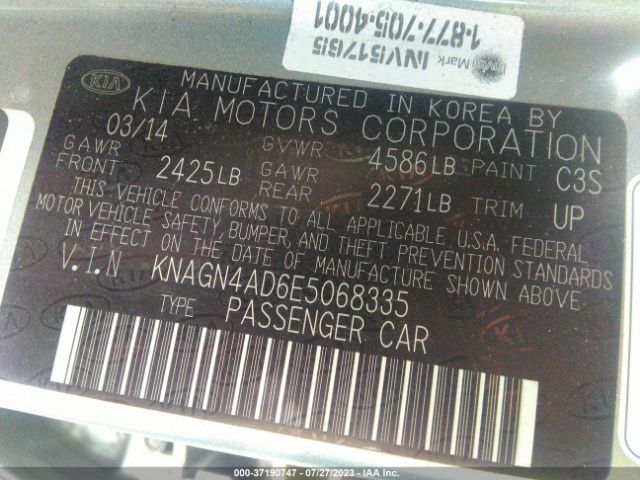 INV517615
IMS Mark
1-877-705-4001
KIA
MANUFACTURED IN KOREA BY
KIA MOTORS CORPORATION
03/14 GVWR 4586LB PAINT C3S
GAWR FRONT 2425LB GAWR REAR 2271LB TRIM UP
THIS VEHICLE CONFORMS TO ALL APPLICABLE U.S.A. FEDERAL
MOTOR VEHICLE SAFETY, BUMPER, AND THEFT PREVENTION STANDARDS
IN EFFECT ON THE DATE OF MANUFACTURE SHOWN ABOVE
V.I.N KNAGN4AD6E5068335
TYPE PASSENGER CAR
000-37190747 - 07/27/2023 - IAA Inc.